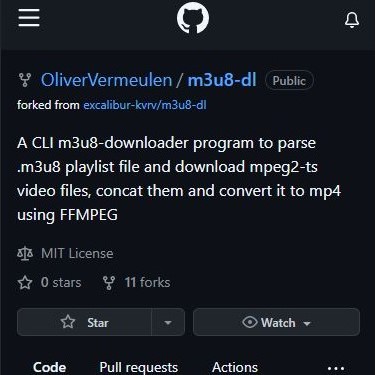 OliverVermeulen / m3u8-dl Public
forked from excalibur-kvrv/m3u8-dl
A CLI m3u8-downloader program to parse
.m3u8 playlist file and download mpeg2-ts
video files, concat them and convert it to mp4
using FFMPEG
MIT License
0 stars 11 forks
Star Watch
Code Pull requests Actions